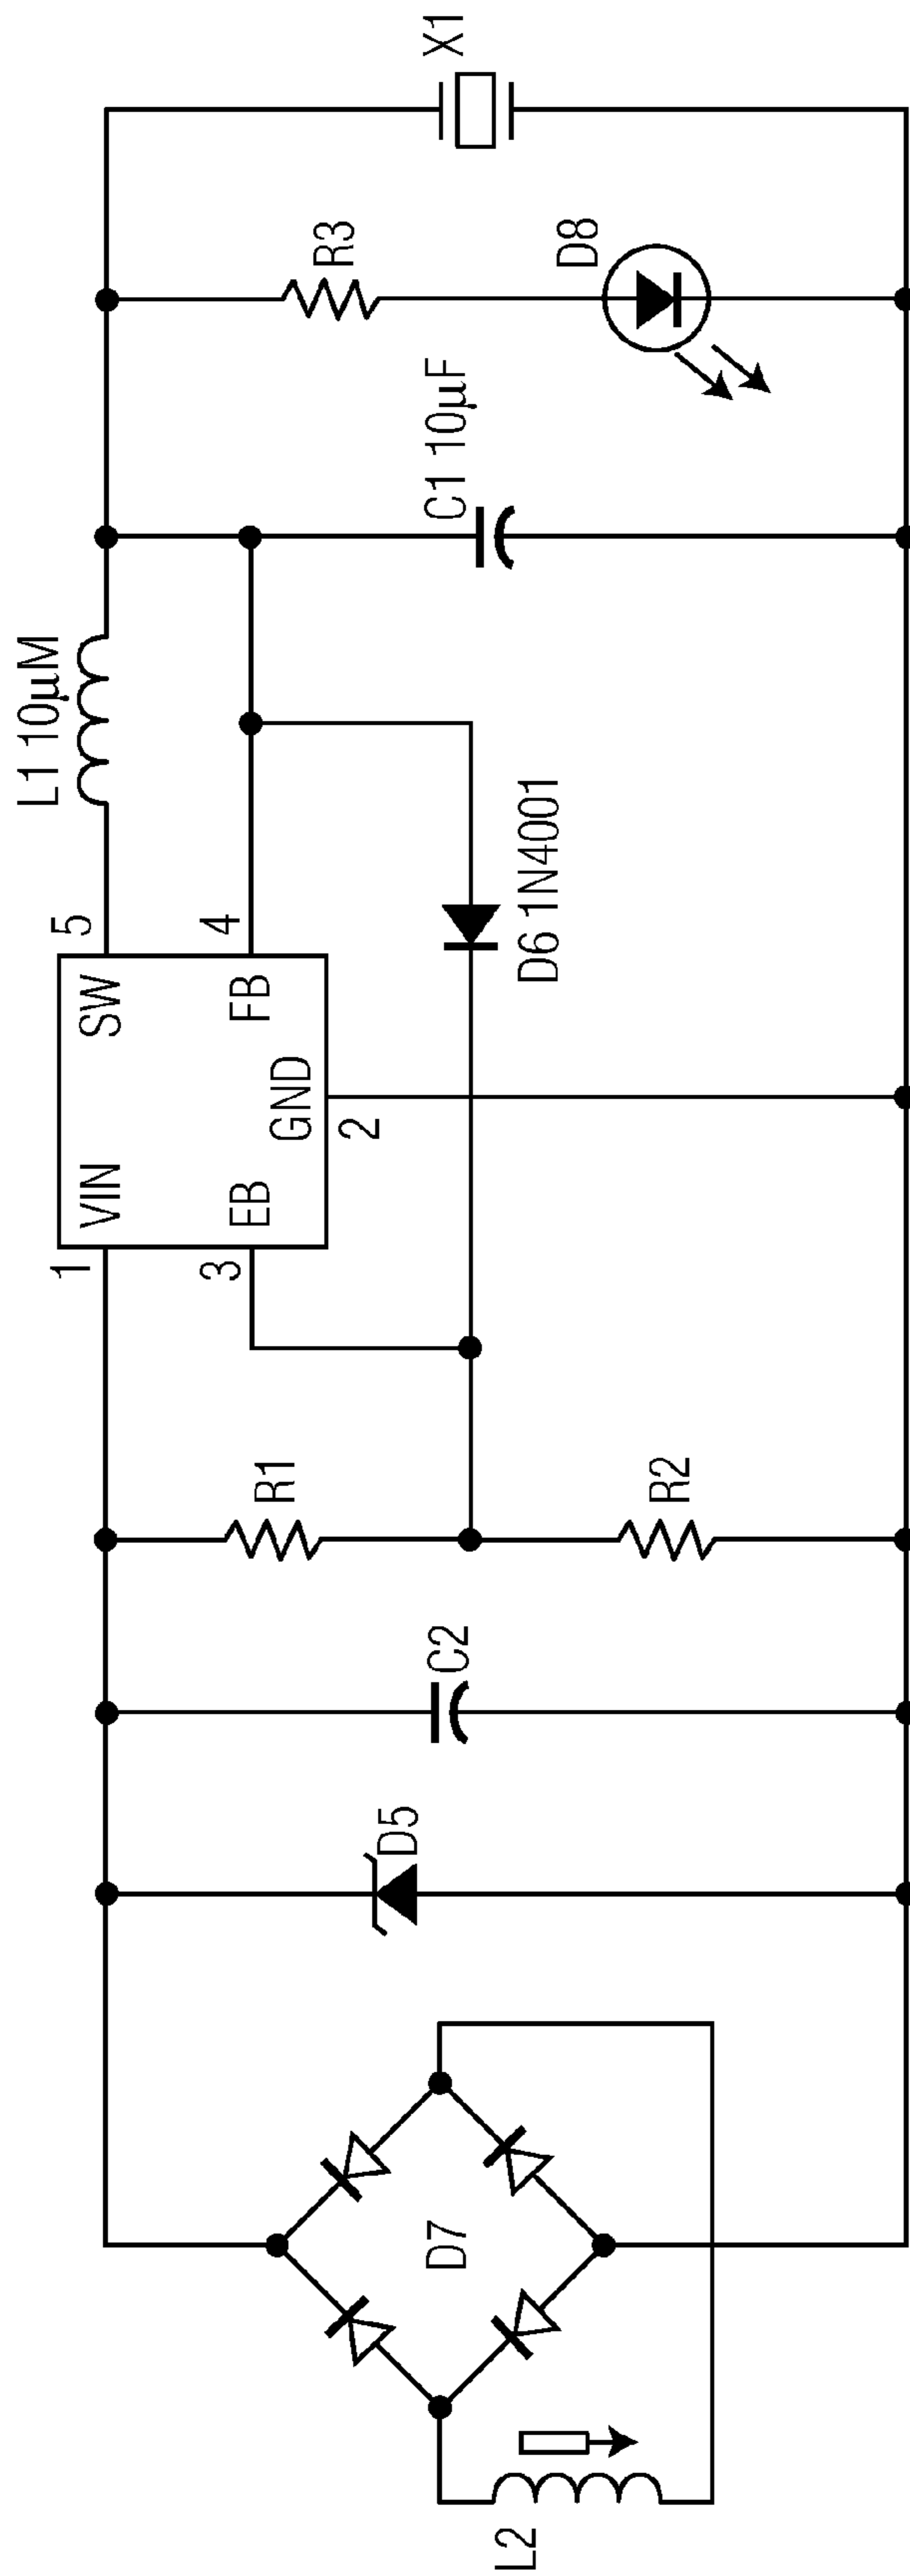 L2
D7
D5
C2
R1
R2
1
VIN
SW
5
3
EB
FB
4
GND
2
L1 10µM
D6 1N4001
C1 10µF
R3
D8
X1